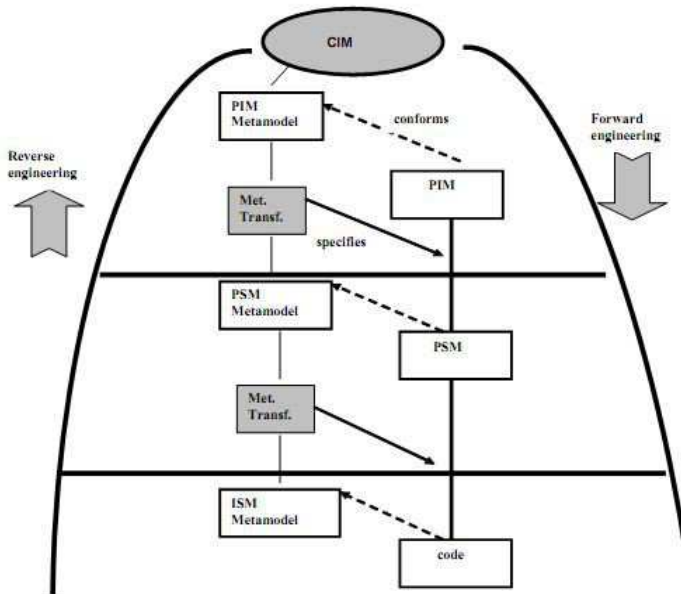 CIM
PIM
Metamodel
conforms
Forward
engineering
Reverse
engineering
PIM
Met.
Transf.
specifies
PSM
Metamodel
PSM
Met.
Transf.
ISM
Metamodel
code